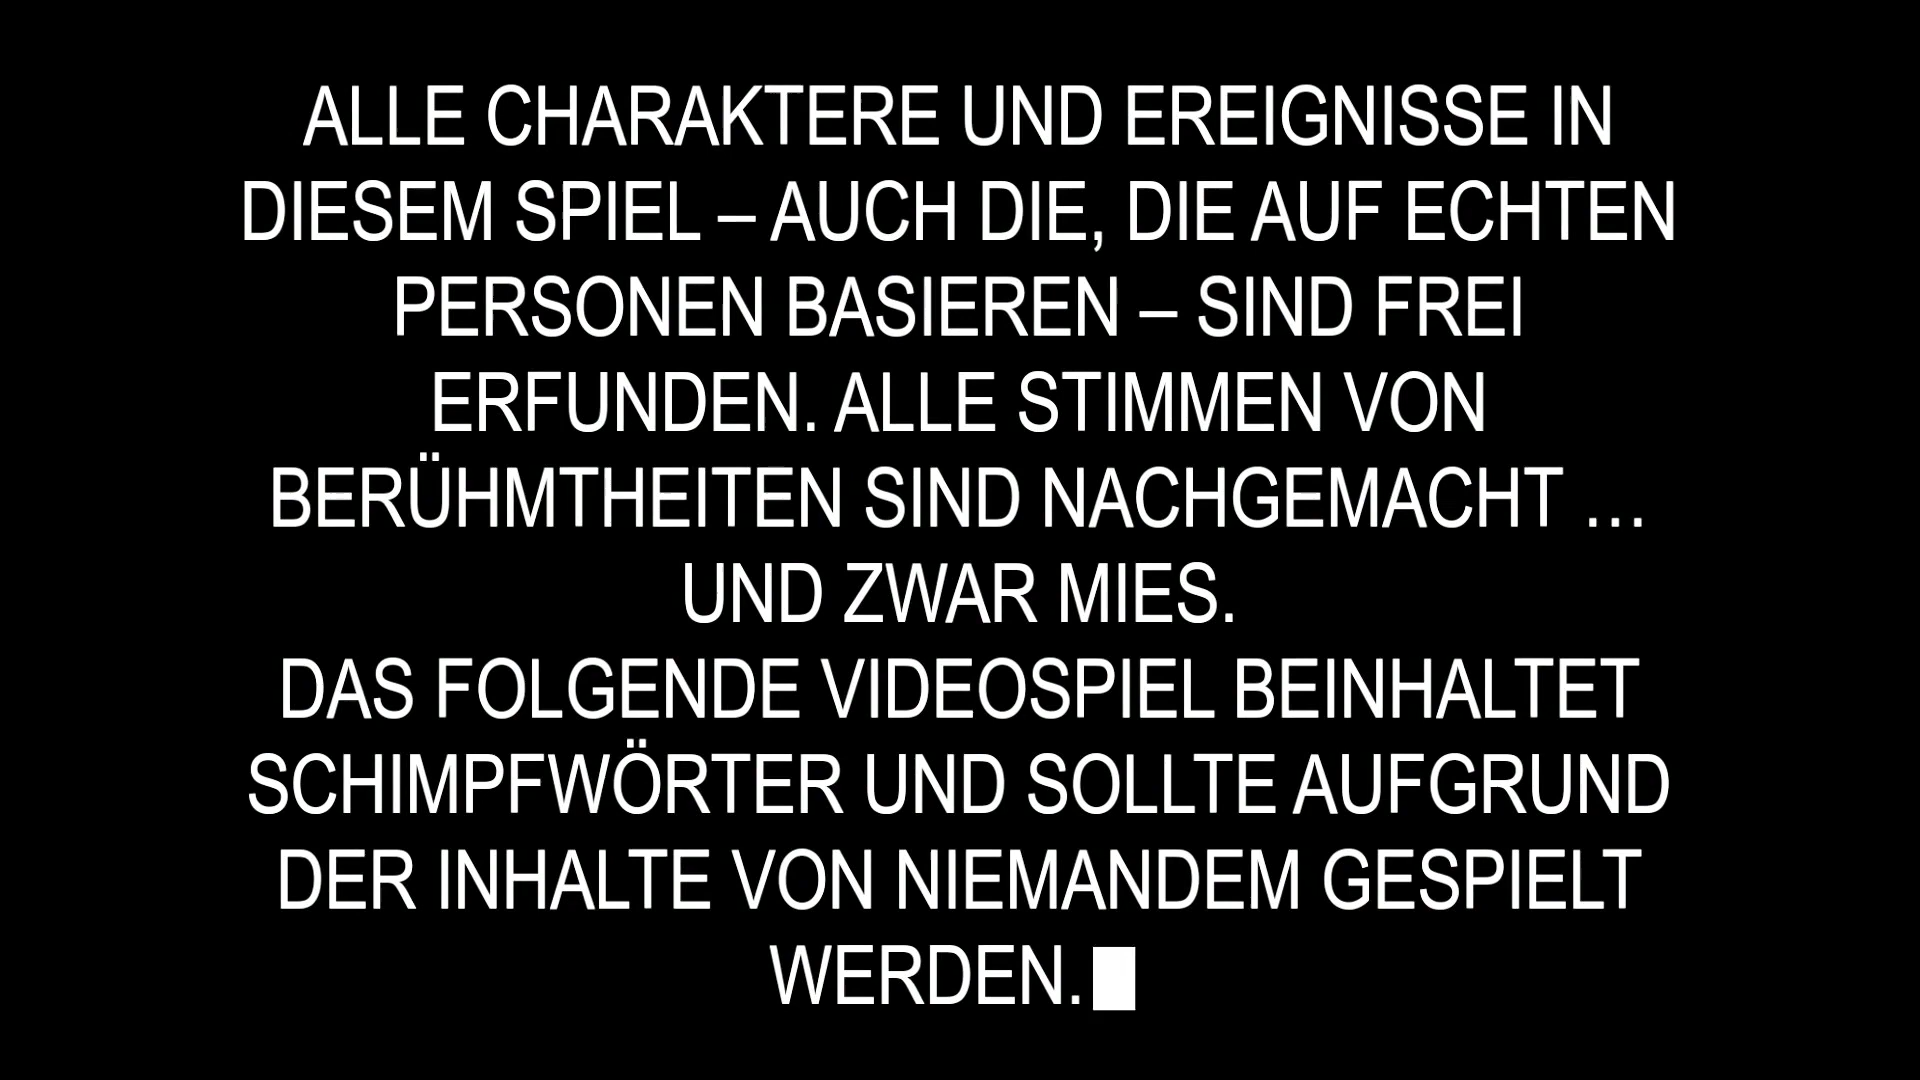 ALLE CHARAKTERE UND EREIGNISSE IN
DIESEM SPIEL – AUCH DIE, DIE AUF ECHTEN
PERSONEN BASIEREN – SIND FREI
ERFUNDEN. ALLE STIMMEN VON
BERÜHMTHEITEN SIND NACHGEMACHT …
UND ZWAR MIES.
DAS FOLGENDE VIDEOSPIEL BEINHALTET
SCHIMPFWÖRTER UND SOLLTE AUFGRUND
DER INHALTE VON NIEMANDEM GESPIELT
WERDEN.